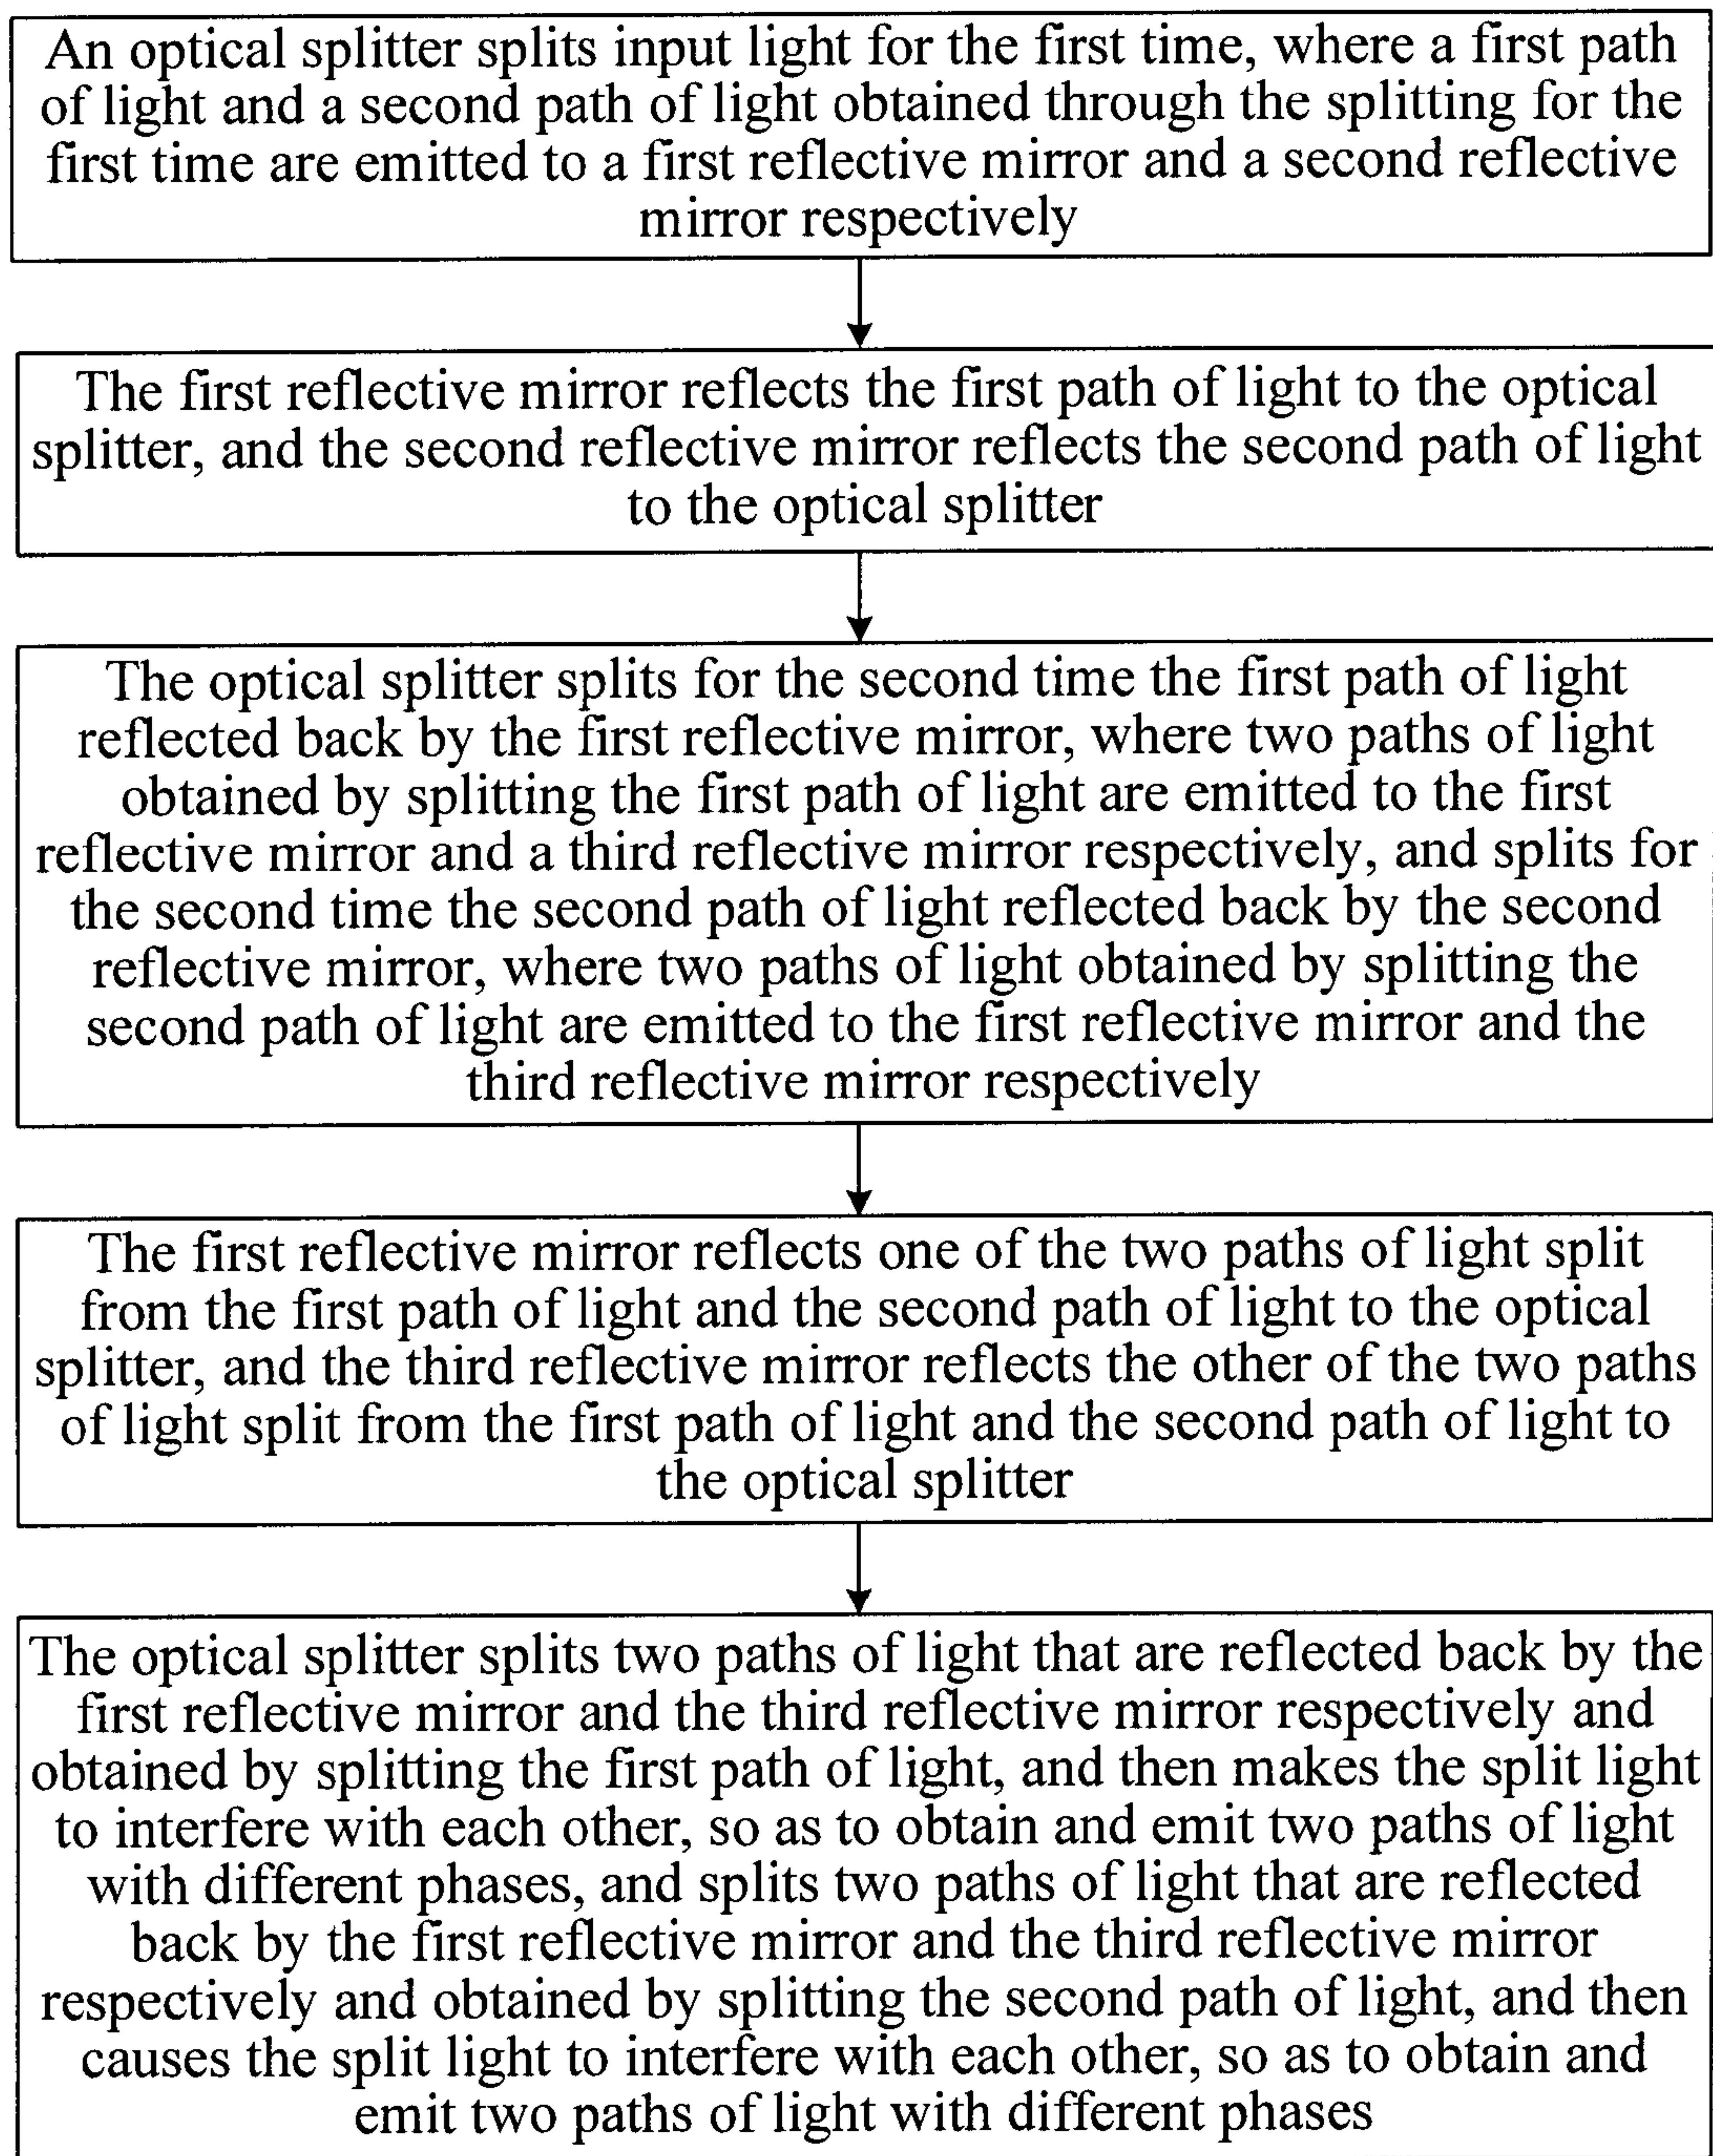 An optical splitter splits input light for the first time, where a first path
of light and a second path of light obtained through the splitting for the
first time are emitted to a first reflective mirror and a second reflective
mirror respectively
The first reflective mirror reflects the first path of light to the optical
splitter, and the second reflective mirror reflects the second path of light
to the optical splitter
The optical splitter splits for the second time the first path of light
reflected back by the first reflective mirror, where two paths of light
obtained by splitting the first path of light are emitted to the first
reflective mirror and a third reflective mirror respectively, and splits for
the second time the second path of light reflected back by the second
reflective mirror, where two paths of light obtained by splitting the
second path of light are emitted to the first reflective mirror and the
third reflective mirror respectively
The first reflective mirror reflects one of the two paths of light split
from the first path of light and the second path of light to the optical
splitter, and the third reflective mirror reflects the other of the two paths
of light split from the first path of light and the second path of light to
the optical splitter
The optical splitter splits two paths of light that are reflected back by the
first reflective mirror and the third reflective mirror respectively and
obtained by splitting the first path of light, and then makes the split light
to interfere with each other, so as to obtain and emit two paths of light
with different phases, and splits two paths of light that are reflected
back by the first reflective mirror and the third reflective mirror
respectively and obtained by splitting the second path of light, and then
causes the split light to interfere with each other, so as to obtain and
emit two paths of light with different phases